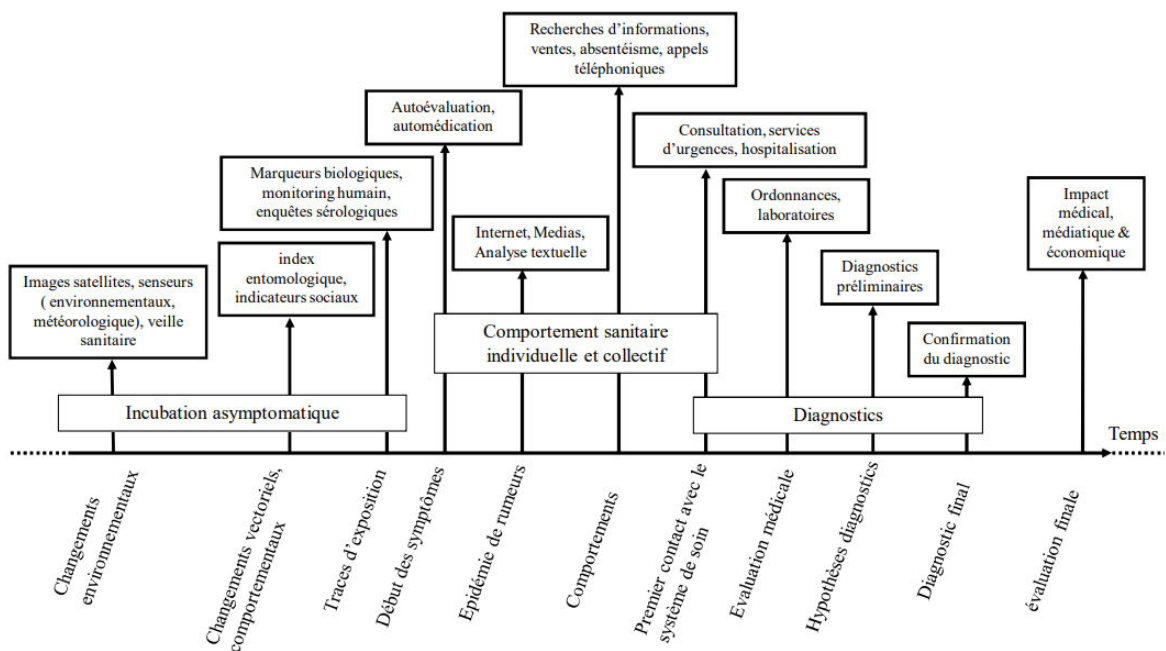 Recherches d'informations,
ventes, absentéisme, appels
téléphoniques
Autoévaluation,
automédication
Consultation, services
d'urgences, hospitalisation
Marqueurs biologiques,
monitoring humain,
enquêtes sérologiques
Ordonnances,
laboratoires
Impact
médical,
médiatique &
économique
Internet, Medias,
Analyse textuelle
index
entomologique,
indicateurs sociaux
Diagnostics
préliminaires
Images satellites, senseurs
( environnementaux,
météorologique), veille
sanitaire
Comportement sanitaire
individuelle et collectif
Confirmation
du diagnostic
Incubation asymptomatique
Diagnostics
Temps
Changements
environnementaux
Changements vectoriels,
comportementaux
Traces d'exposition
Début des symptômes
Epidémie de rumeurs
Comportements
Premier contact avec le
système de soin
Evaluation médicale
Hypothèses diagnostics
Diagnostic final
évaluation finale